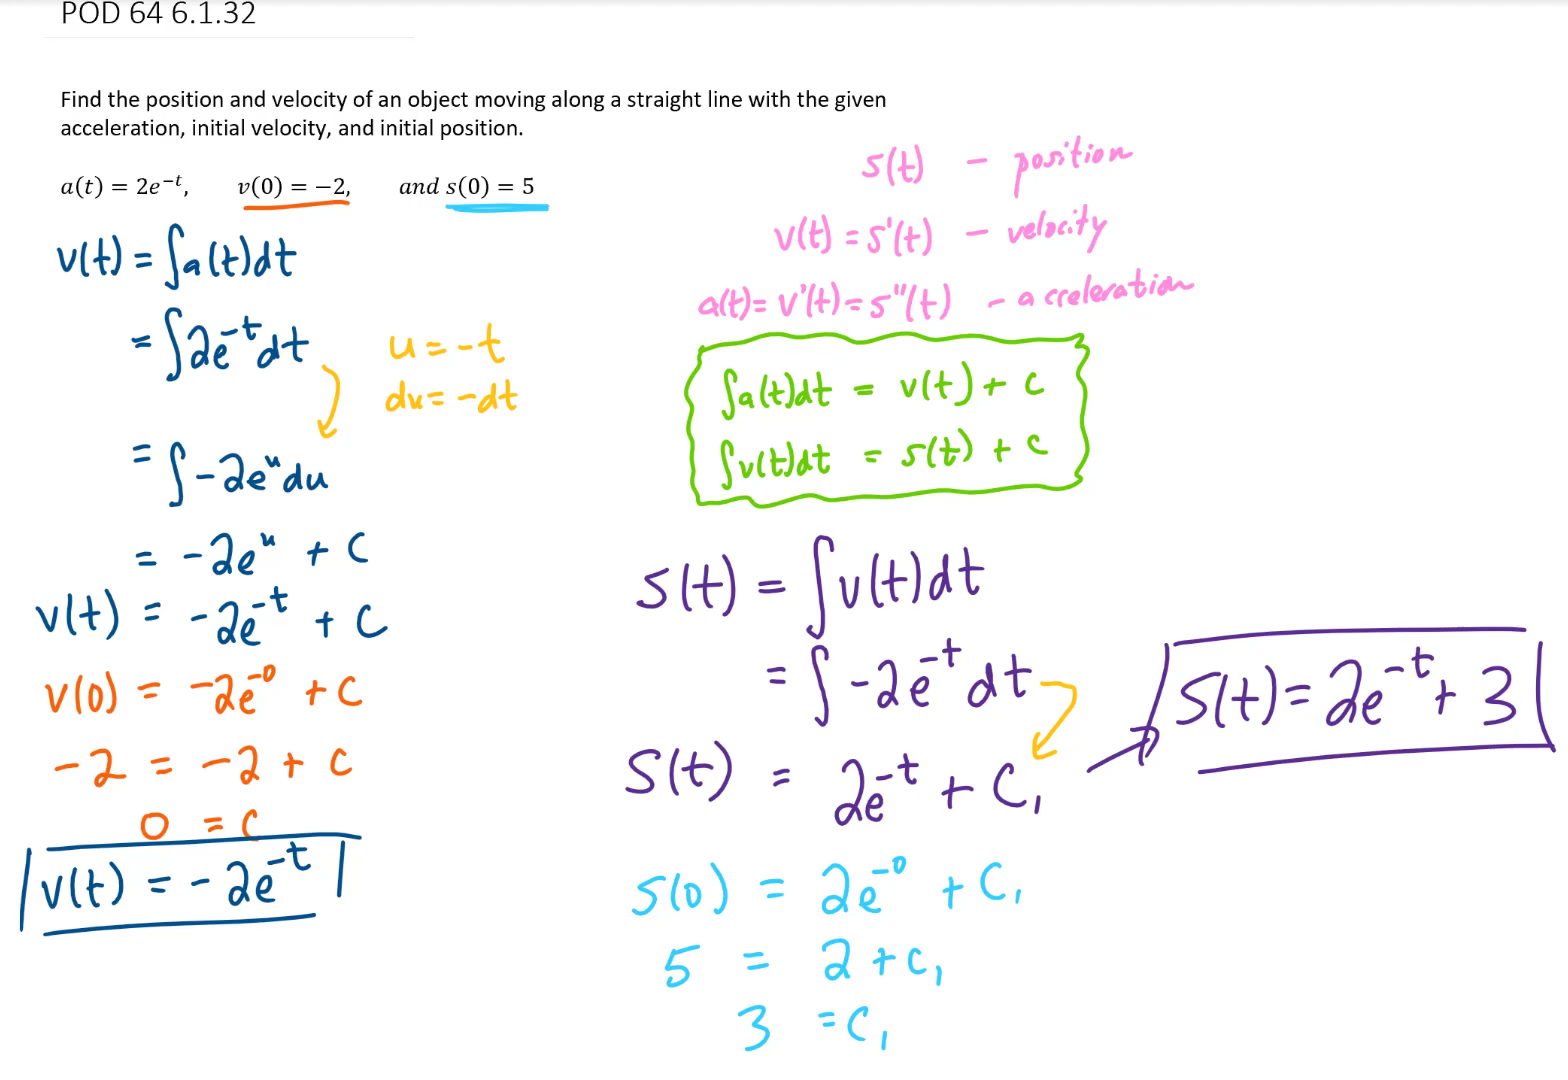 POD 64 6.1.32
Find the position and velocity of an object moving along a straight line with the given
acceleration, initial velocity, and initial position.
a(t) = 2e^{-t},   v(0) = −2,   and s(0) = 5
v(t) = ∫a(t)dt
= ∫2e^{-t}dt
u = -t
du = -dt
= ∫-2e^u du
= -2e^u + C
v(t) = -2e^{-t} + C
v(0) = -2e^{-0} + C
-2 = -2 + C
0 = C
v(t) = -2e^{-t}
s(t) - position
v(t) = s'(t) - velocity
a(t) = v'(t) = s"(t) - acceleration
∫a(t)dt = v(t) + C
∫v(t)dt = s(t) + C
s(t) = ∫v(t)dt
= ∫-2e^{-t}dt
s(t) = 2e^{-t} + C₁
s(t) = 2e^{-t} + 3
s(0) = 2e^{-0} + C₁
5 = 2 + C₁
3 = C₁